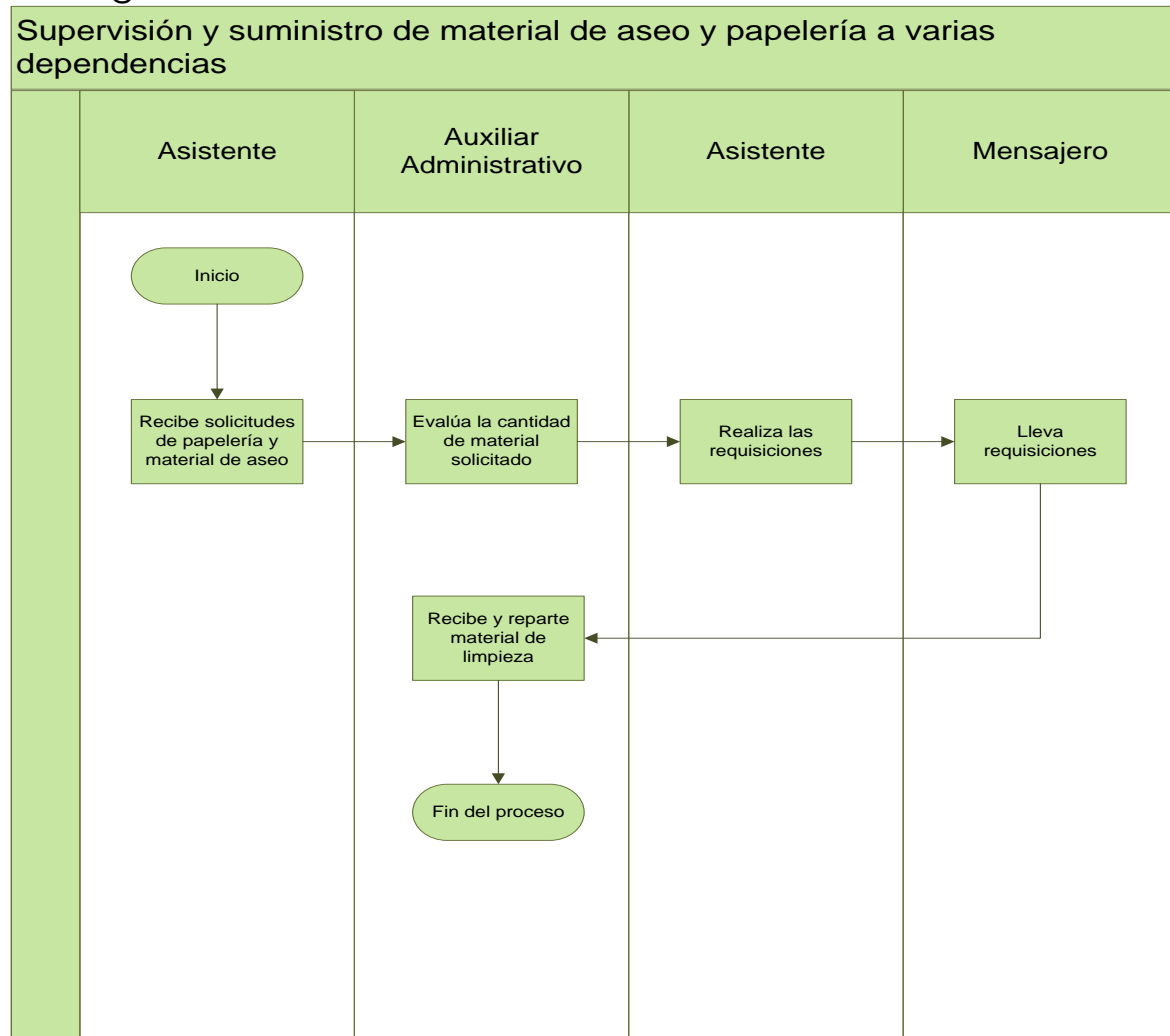 Supervisión y suministro de material de aseo y papelería a varias
dependencias
Asistente
Auxiliar
Administrativo
Asistente
Mensajero
Inicio
Recibe solicitudes
de papelería y
material de aseo
Evalúa la cantidad
de material
solicitado
Realiza las
requisiciones
Lleva
requisiciones
Recibe y reparte
material de
limpieza
Fin del proceso